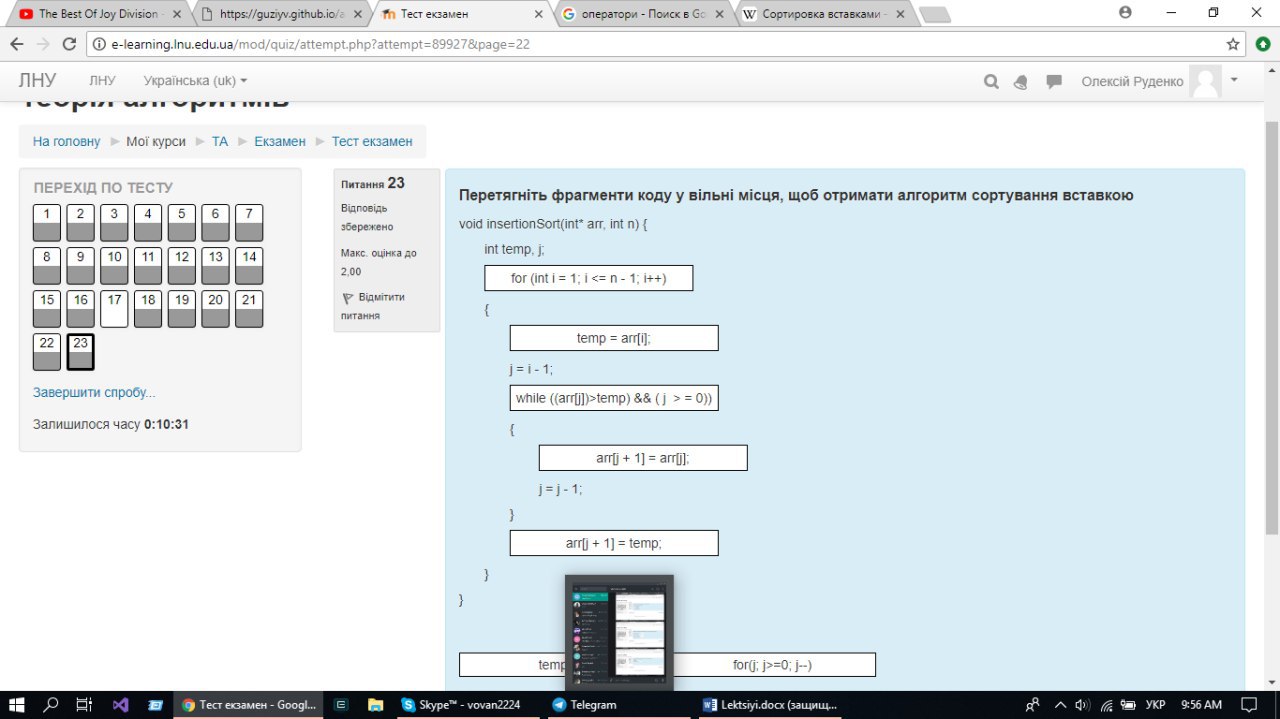 The Best Of Joy Division -
https://guziyv.github.io/a
Тест екзамен
оператори - Поиск в Go
Сортировка вставками -
e-learning.lnu.edu.ua/mod/quiz/attempt.php?attempt=89927&page=22
ЛНУ
ЛНУ
Українська (uk)
Олексій Руденко
Теорія алгоритмів
На головну
Мої курси
ТА
Екзамен
Тест екзамен
ПЕРЕХІД ПО ТЕСТУ
1 2 3 4 5 6 7
8 9 10 11 12 13 14
15 16 17 18 19 20 21
22 23
Завершити спробу...
Залишилося часу 0:10:31
Питання 23
Відповідь
збережено
Макс. оцінка до
2,00
Відмітити
питання
Перетягніть фрагменти коду у вільні місця, щоб отримати алгоритм сортування вставкою
void insertionSort(int* arr, int n) {
int temp, j;
for (int i = 1; i <= n - 1; i++)
{
temp = arr[i];
j = i - 1;
while ((arr[j])>temp) && ( j > = 0))
{
arr[j + 1] = arr[j];
j = j - 1;
}
arr[j + 1] = temp;
}
}
temp
for(j; j>=0; j--)
Тест екзамен - Googl...
Skype™ - vovan2224
Telegram
Lektsiyi.docx (защищ...
УКР
9:56 AM